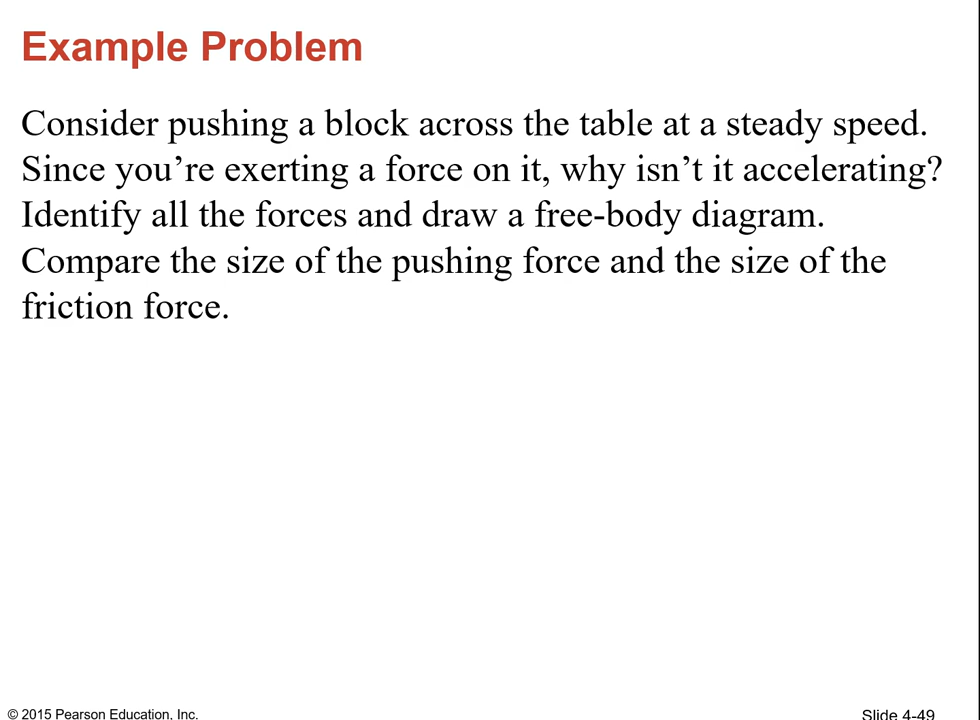 Example Problem
Consider pushing a block across the table at a steady speed.
Since you’re exerting a force on it, why isn’t it accelerating?
Identify all the forces and draw a free-body diagram.
Compare the size of the pushing force and the size of the
friction force.
© 2015 Pearson Education, Inc.
Slide 4-49